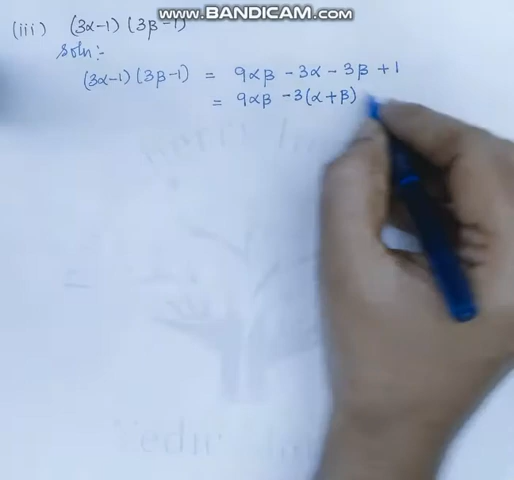 www.BANDICAM.com
(iii) (3α-1) (3β-1)
Soln:-
(3α-1) (3β-1) = 9αβ - 3α - 3β + 1
= 9αβ - 3(α+β)